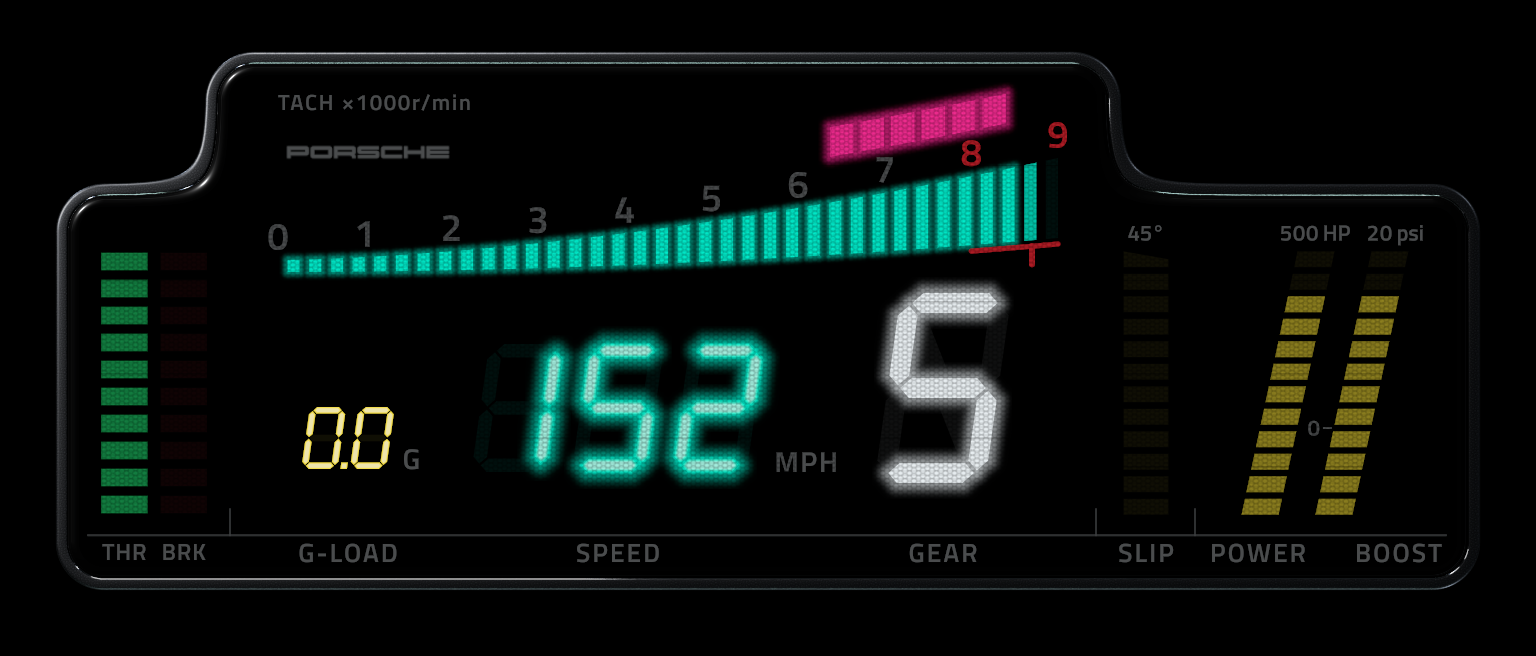 TACH ×1000r/min
PORSCHE
0 1 2 3 4 5 6 7 8 9
45° 500 HP 20 psi
0.0 G 152 MPH 5
0-
THR BRK G-LOAD SPEED GEAR SLIP POWER BOOST